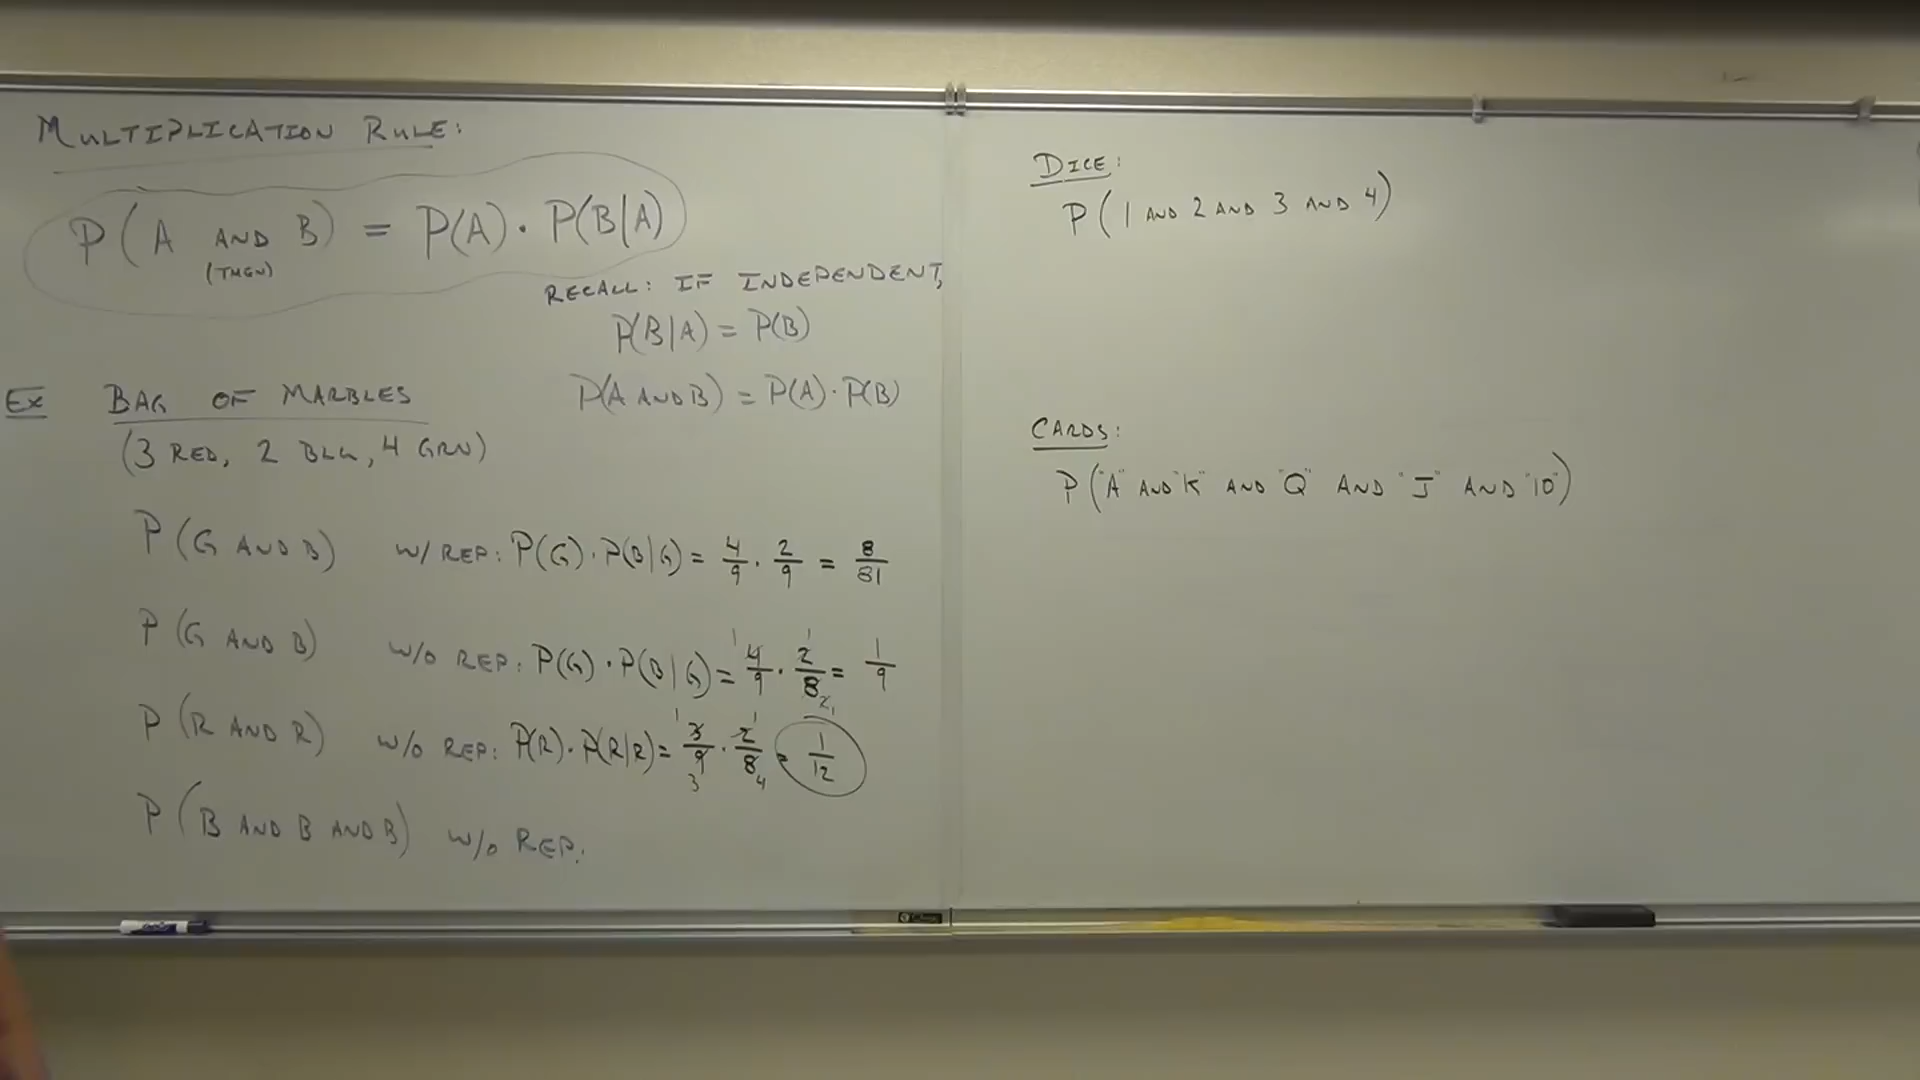 MULTIPLICATION RULE:
P(A AND B) = P(A) · P(B|A)
(THEN)
RECALL: IF INDEPENDENT,
P(B|A) = P(B)
P(A AND B) = P(A) · P(B)
EX BAG OF MARBLES
(3 RED, 2 BLU, 4 GRN)
P(G AND B) W/ REP: P(G) · P(B|G) = 4/9 · 2/9 = 8/81
P(G AND B) W/O REP: P(G) · P(B|G) = 4/9 · 2/8 = 1/9
P(R AND R) W/O REP: P(R) · P(R|R) = 3/9 · 2/8 = 1/12
P(B AND B AND B) W/O REP:
DICE:
P(1 AND 2 AND 3 AND 4)
CARDS:
P("A" AND "K" AND "Q" AND "J" AND "10")